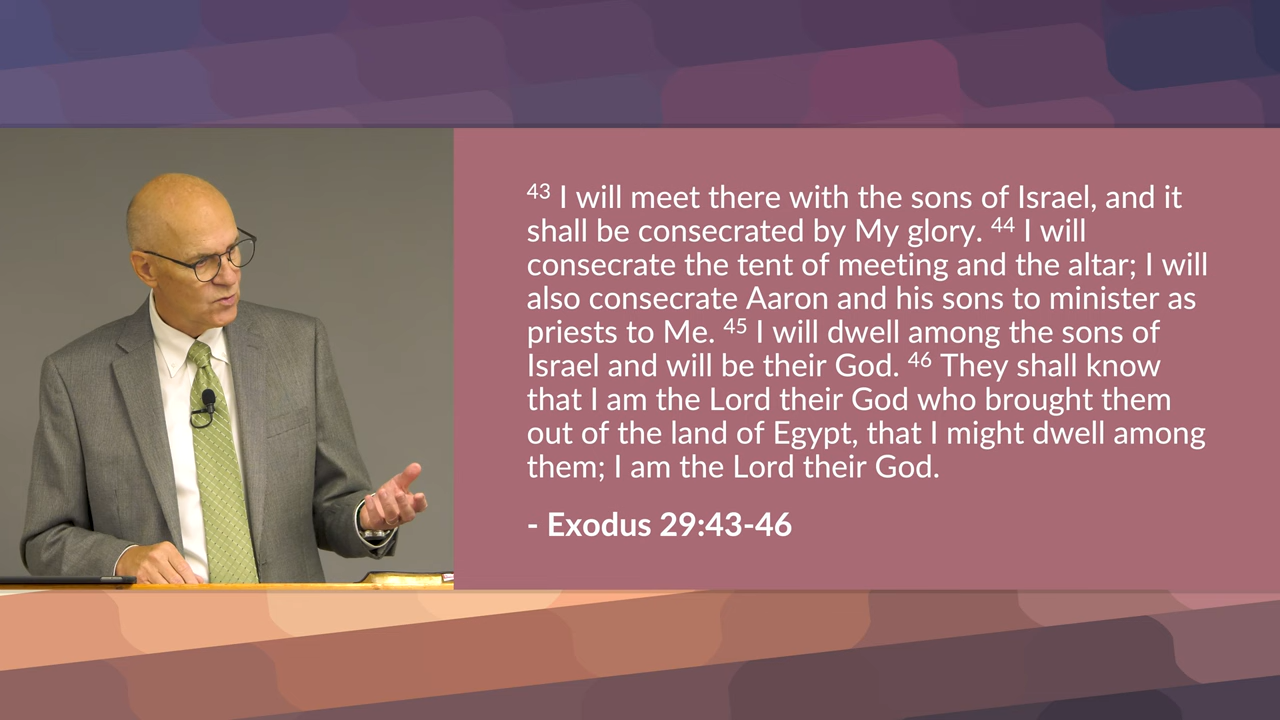 43 I will meet there with the sons of Israel, and it
shall be consecrated by My glory. 44 I will
consecrate the tent of meeting and the altar; I will
also consecrate Aaron and his sons to minister as
priests to Me. 45 I will dwell among the sons of
Israel and will be their God. 46 They shall know
that I am the Lord their God who brought them
out of the land of Egypt, that I might dwell among
them; I am the Lord their God.
- Exodus 29:43-46